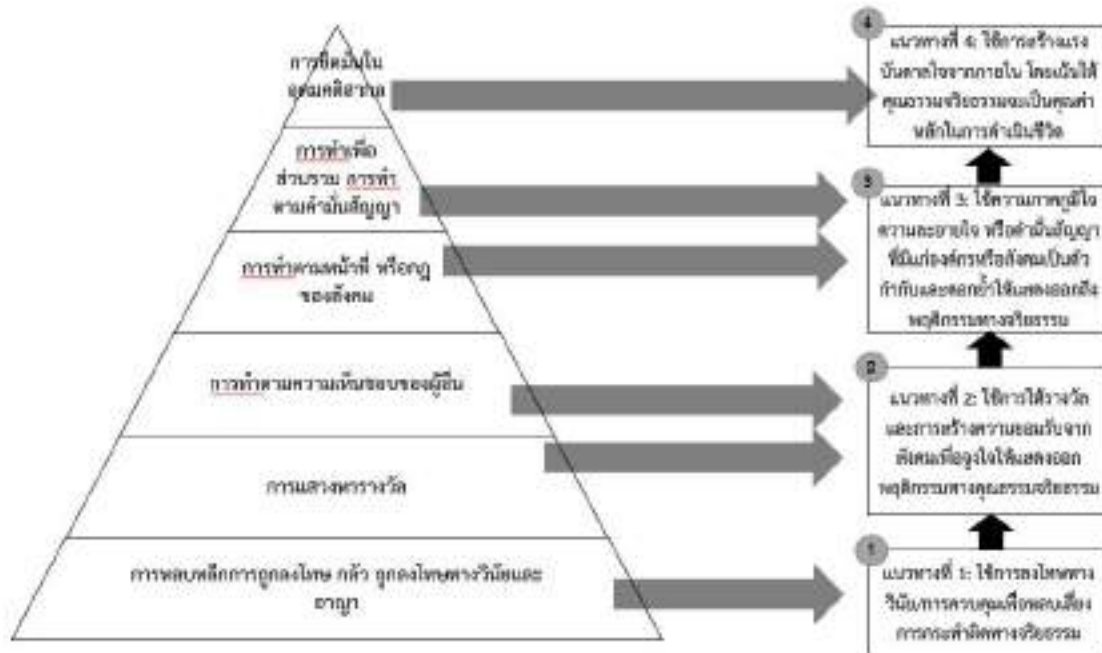 การยึดมั่นใน
อุดมคติสากล
การทำเพื่อ
ส่วนรวม การทำ
ตามคำมั่นสัญญา
การทำตามหน้าที่ หรือกฎ
ของสังคม
การทำตามความเห็นชอบของผู้อื่น
การแสวงหารางวัล
การหลบหลีกการถูกลงโทษ กลัว ถูกลงโทษทางวินัยและ
อาญา
4
แนวทางที่ 4: ใช้การสร้างแรง
บันดาลใจจากภายใน โดยเน้นให้
คุณธรรมจริยธรรมจะเป็นคุณค่า
หลักในการดำเนินชีวิต
3
แนวทางที่ 3: ใช้ความภาคภูมิใจ
ความละอายใจ หรือคำมั่นสัญญา
ที่มีแก่องค์กรหรือสังคมเป็นตัว
กำกับและตอกย้ำให้แสดงออกถึง
พฤติกรรมทางจริยธรรม
2
แนวทางที่ 2: ใช้การให้รางวัล
และการสร้างความยอมรับจาก
สังคมเพื่อจูงใจให้แสดงออก
พฤติกรรมทางคุณธรรมจริยธรรม
1
แนวทางที่ 1: ใช้การลงโทษทาง
วินัย/การควบคุมเพื่อหลบเลี่ยง
การกระทำผิดทางจริยธรรม